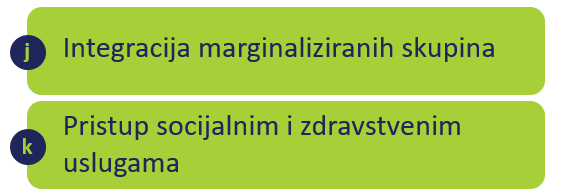 j Integracija marginaliziranih skupina
k Pristup socijalnim i zdravstvenim
uslugama